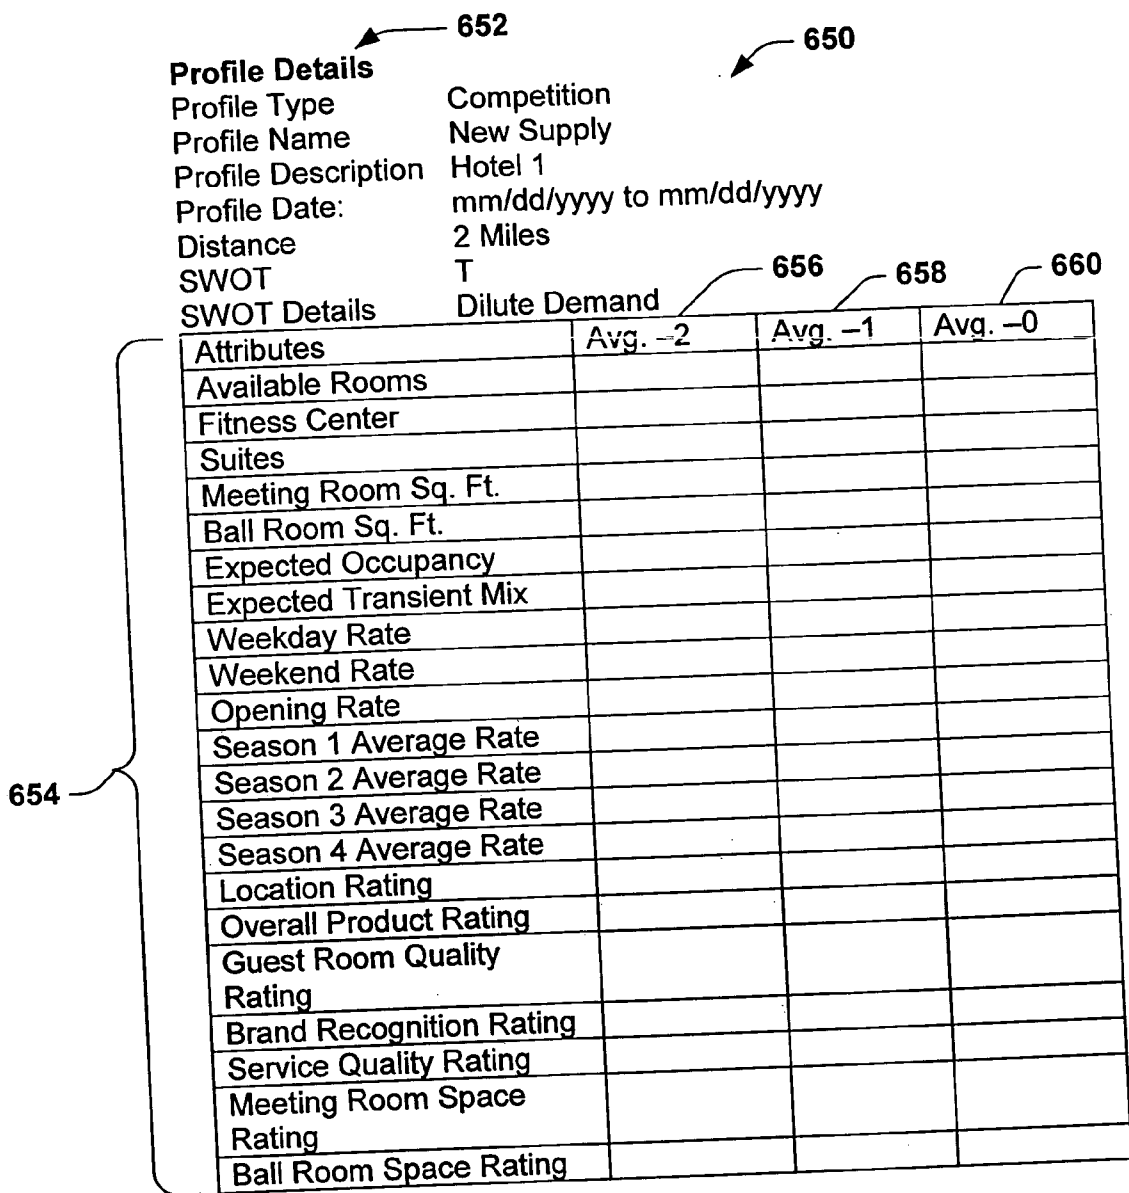 652
650
Profile Details
Profile Type Competition
Profile Name New Supply
Profile Description Hotel 1
Profile Date: mm/dd/yyyy to mm/dd/yyyy
Distance 2 Miles
SWOT T
656
658
660
SWOT Details Dilute Demand
Attributes Avg. –2 Avg. –1 Avg. –0
Available Rooms
Fitness Center
Suites
Meeting Room Sq. Ft.
Ball Room Sq. Ft.
Expected Occupancy
Expected Transient Mix
Weekday Rate
Weekend Rate
Opening Rate
Season 1 Average Rate
Season 2 Average Rate
654
Season 3 Average Rate
Season 4 Average Rate
Location Rating
Overall Product Rating
Guest Room Quality
Rating
Brand Recognition Rating
Service Quality Rating
Meeting Room Space
Rating
Ball Room Space Rating